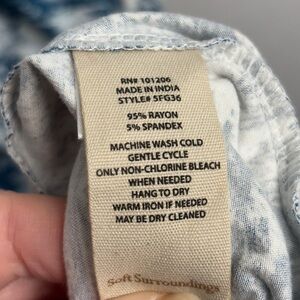 RN# 101206
MADE IN INDIA
STYLE# 5FG36
95% RAYON
5% SPANDEX
MACHINE WASH COLD
GENTLE CYCLE
ONLY NON-CHLORINE BLEACH
WHEN NEEDED
HANG TO DRY
WARM IRON IF NEEDED
MAY BE DRY CLEANED
Soft Surroundings